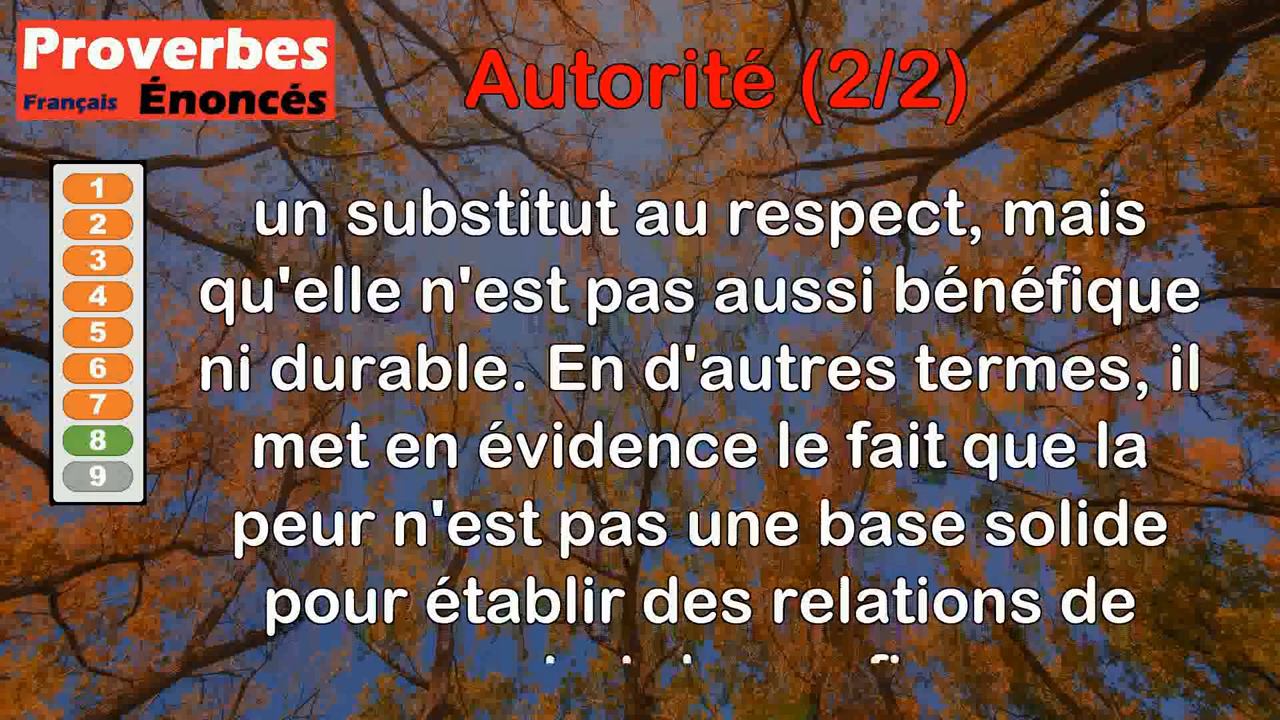 Proverbes
Français Énoncés
Autorité (2/2)
1
2
3
4
5
6
7
8
9
un substitut au respect, mais
qu'elle n'est pas aussi bénéfique
ni durable. En d'autres termes, il
met en évidence le fait que la
peur n'est pas une base solide
pour établir des relations de